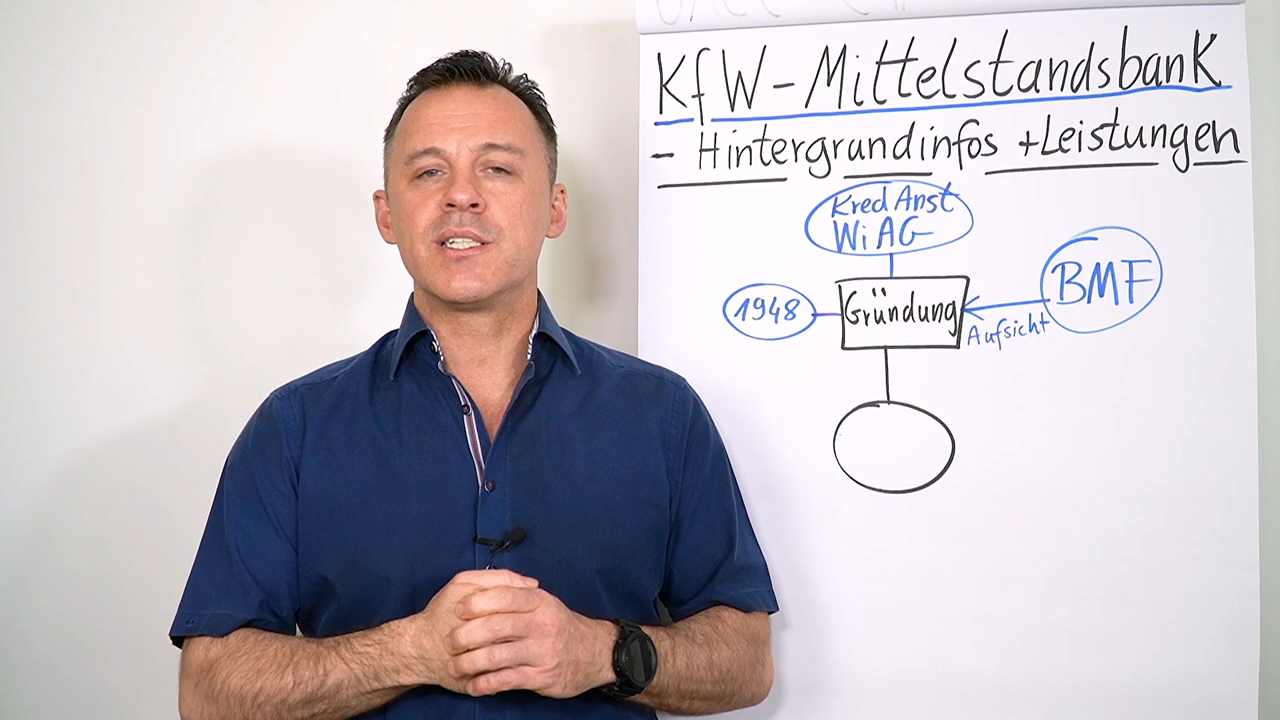 KfW-Mittelstandsbank
- Hintergrundinfos + Leistungen
Kred Anst
Wi AG
1948
Gründung
BMF
Aufsicht